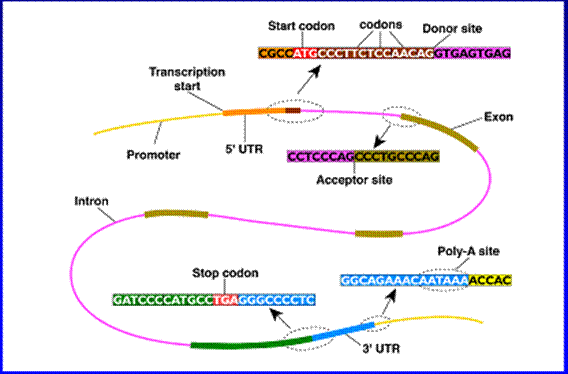 Start codon
codons
Donor site
CGCCATGCCCTTCTCCAACAGGTGAGTGAG
Transcription
start
Promoter
5' UTR
Exon
CCTCCCAGCCCTGCCCAG
Acceptor site
Intron
Poly-A site
GGCAGAAACAATAAAACCAC
Stop codon
GATCCCCATGCCTGAGGGCCCCTC
3' UTR